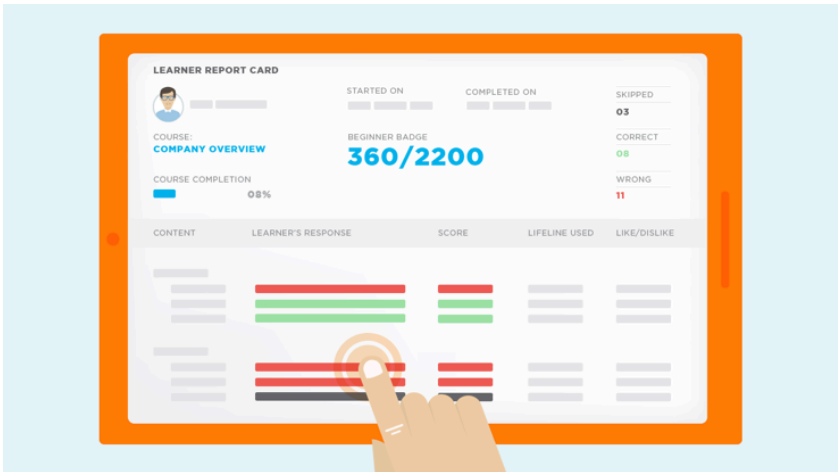 LEARNER REPORT CARD
STARTED ON
COMPLETED ON
SKIPPED
03
COURSE:
COMPANY OVERVIEW
BEGINNER BADGE
360/2200
CORRECT
08
COURSE COMPLETION
08%
WRONG
11
CONTENT LEARNER'S RESPONSE SCORE LIFELINE USED LIKE/DISLIKE